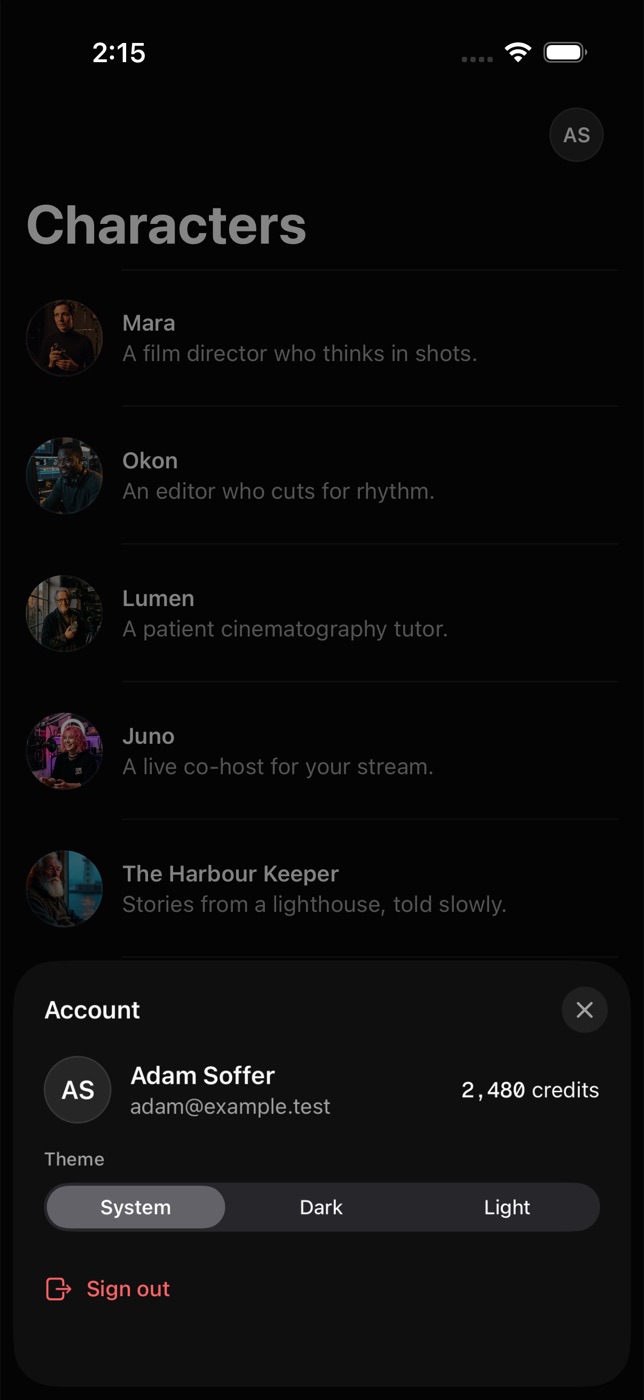 2:15
AS
Characters
Mara
A film director who thinks in shots.
Okon
An editor who cuts for rhythm.
Lumen
A patient cinematography tutor.
Juno
A live co-host for your stream.
The Harbour Keeper
Stories from a lighthouse, told slowly.
Account
AS
Adam Soffer
adam@example.test
2,480 credits
Theme
System Dark Light
Sign out